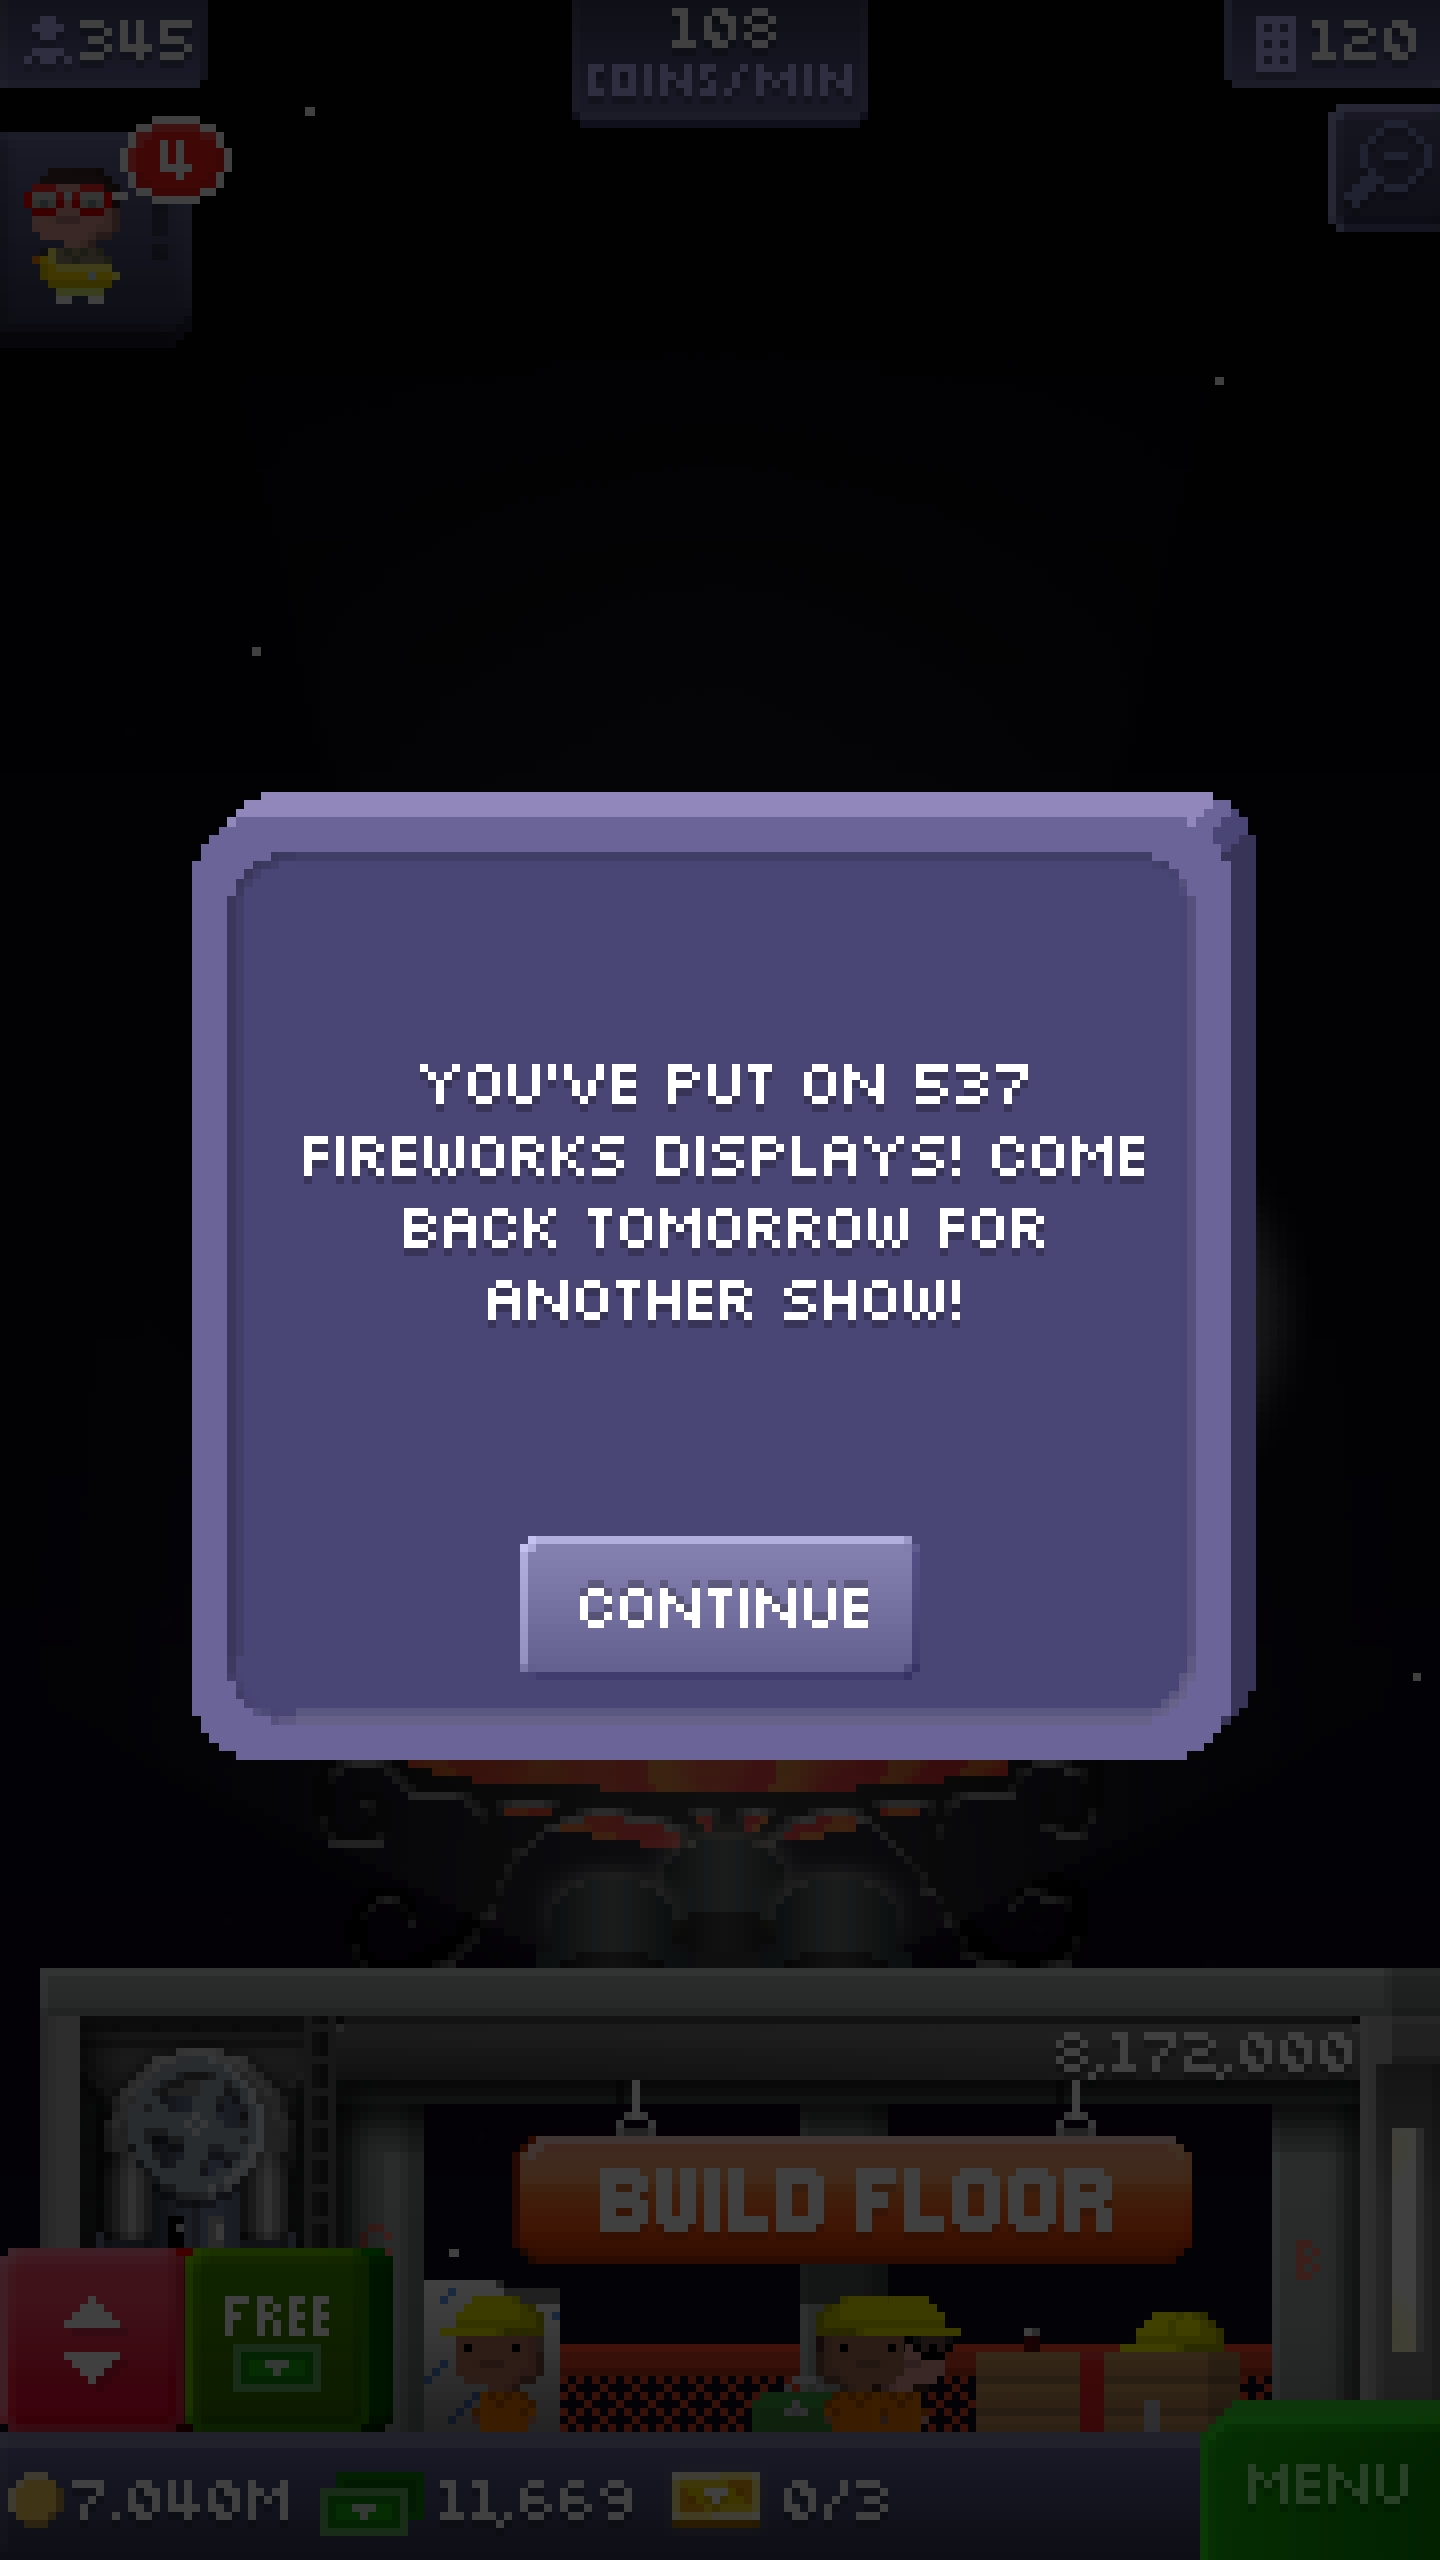 345
108
COINS/MIN
120
4
YOU'VE PUT ON 537
FIREWORKS DISPLAYS! COME
BACK TOMORROW FOR
ANOTHER SHOW!
CONTINUE
8,172,000
BUILD FLOOR
B
FREE
7.040M
11,669
0/3
MENU